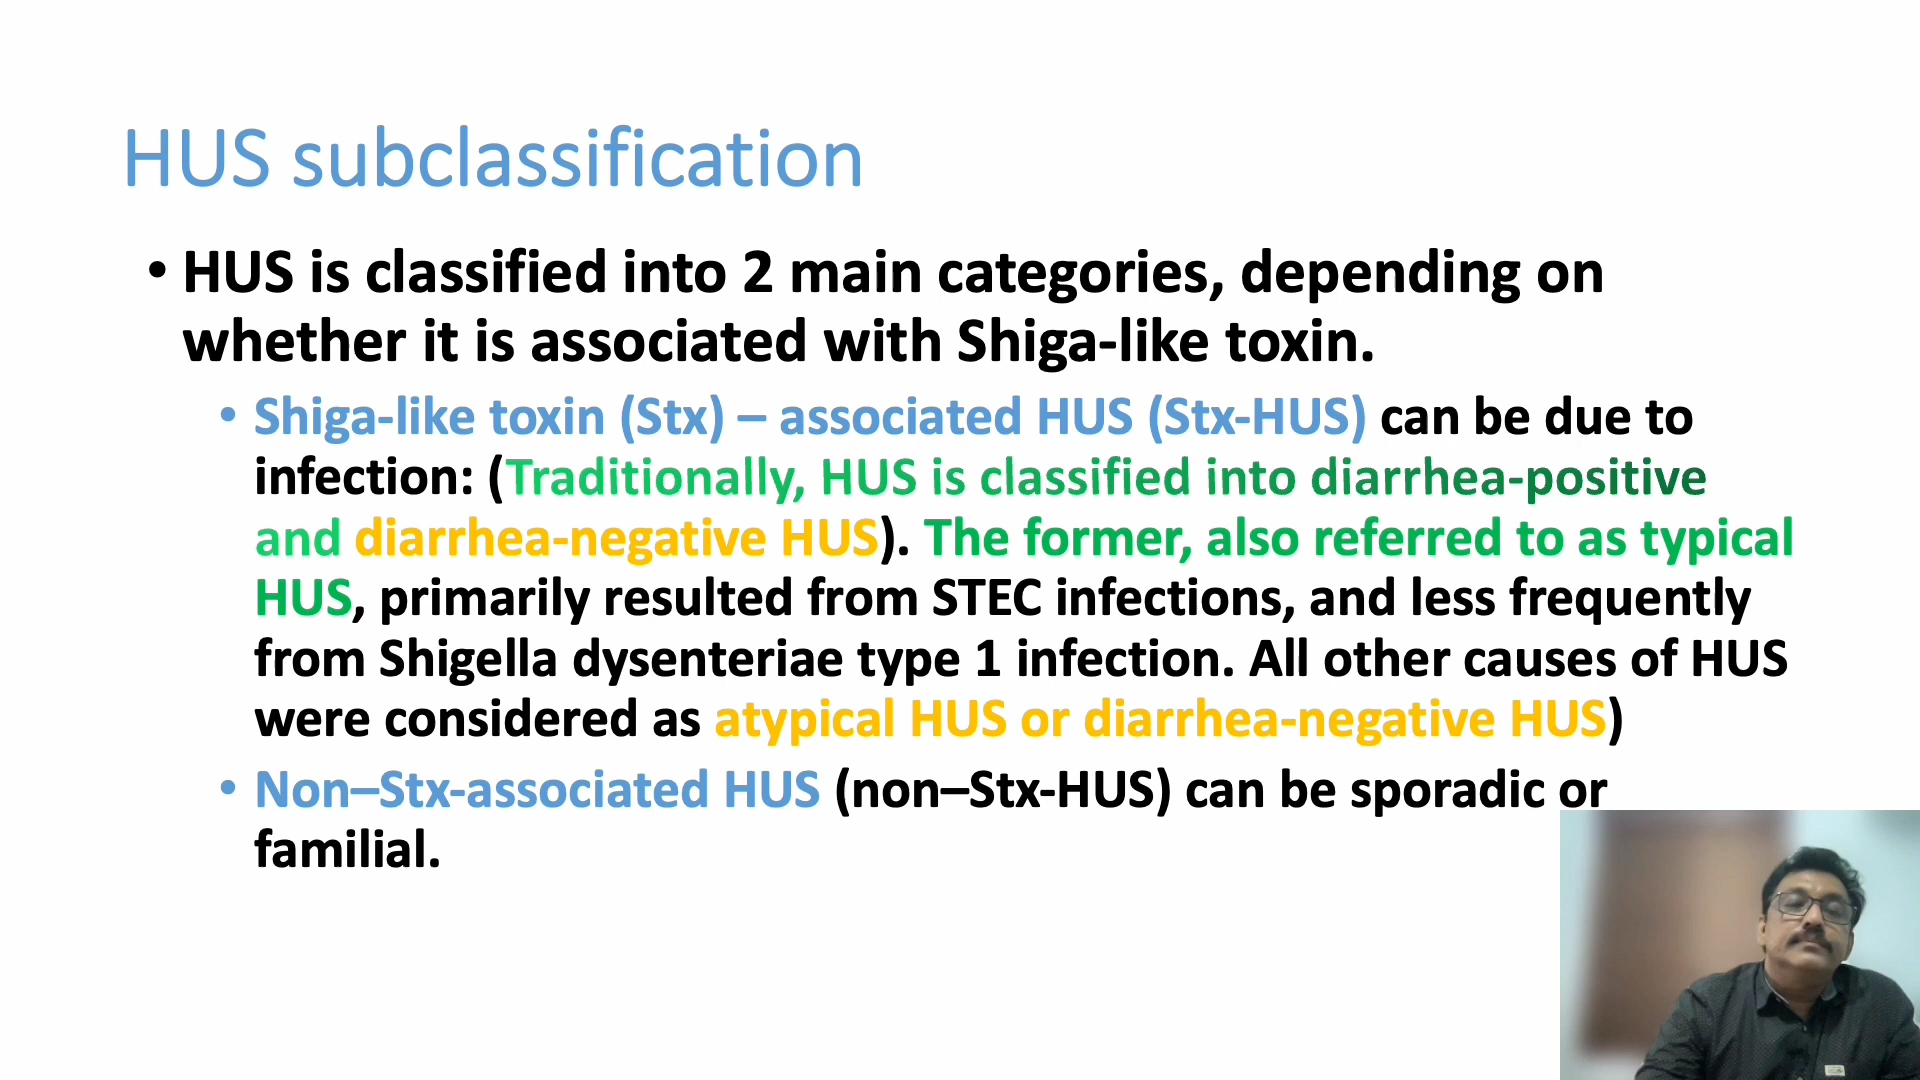 HUS subclassification
• HUS is classified into 2 main categories, depending on
whether it is associated with Shiga-like toxin.
• Shiga-like toxin (Stx) – associated HUS (Stx-HUS) can be due to
infection: (Traditionally, HUS is classified into diarrhea-positive
and diarrhea-negative HUS). The former, also referred to as typical
HUS, primarily resulted from STEC infections, and less frequently
from Shigella dysenteriae type 1 infection. All other causes of HUS
were considered as atypical HUS or diarrhea-negative HUS)
• Non–Stx-associated HUS (non–Stx-HUS) can be sporadic or
familial.